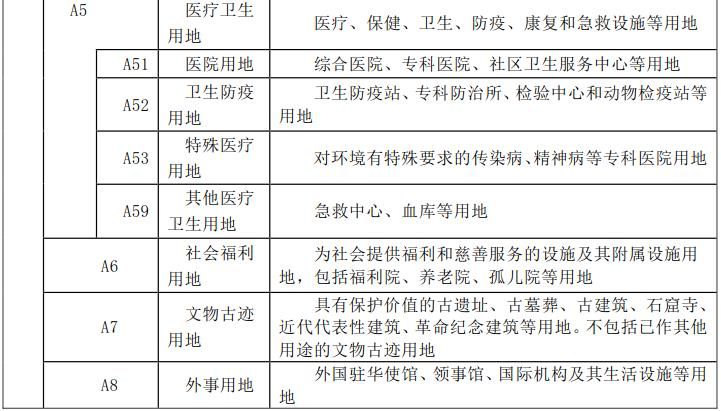 A5
医疗卫生
用地
医疗、保健、卫生、防疫、康复和急救设施等用地
A51
医院用地
综合医院、专科医院、社区卫生服务中心等用地
A52
卫生防疫
用地
卫生防疫站、专科防治所、检验中心和动物检疫站等
用地
A53
特殊医疗
用地
对环境有特殊要求的传染病、精神病等专科医院用地
A59
其他医疗
卫生用地
急救中心、血库等用地
A6
社会福利
用地
为社会提供福利和慈善服务的设施及其附属设施用
地，包括福利院、养老院、孤儿院等用地
A7
文物古迹
用地
具有保护价值的古遗址、古墓葬、古建筑、石窟寺、
近代代表性建筑、革命纪念建筑等用地。不包括已作其他
用途的文物古迹用地
A8
外事用地
外国驻华使馆、领事馆、国际机构及其生活设施等用
地